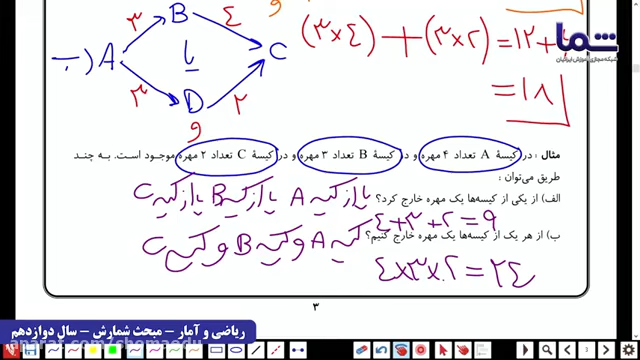 ب) A ۳ B ۴ C
یا
۳ D ۲
و
(۳×۴) + (۳×۲) = ۱۲+۶
= ۱۸
شما
شبکه مجازی آموزش ایرانیان
مثال : در کیسهٔ A تعداد ۴ مهره و در کیسهٔ B تعداد ۳ مهره و در کیسهٔ C تعداد ۲ مهره موجود است. به چند
طریق می‌توان :
الف) از یکی از کیسه‌ها یک مهره خارج کرد؟ یا از کیسه A یا از کیسه B یا از کیسه C
۴+۳+۲=۹
ب) از هر یک از کیسه‌ها یک مهره خارج کنیم؟ کیسه A و کیسه B و کیسه C
۴×۳×۲=۲۴
۳
ریاضی و آمار – مبحث شمارش – سال دوازدهم
aparat.com/shomaedu